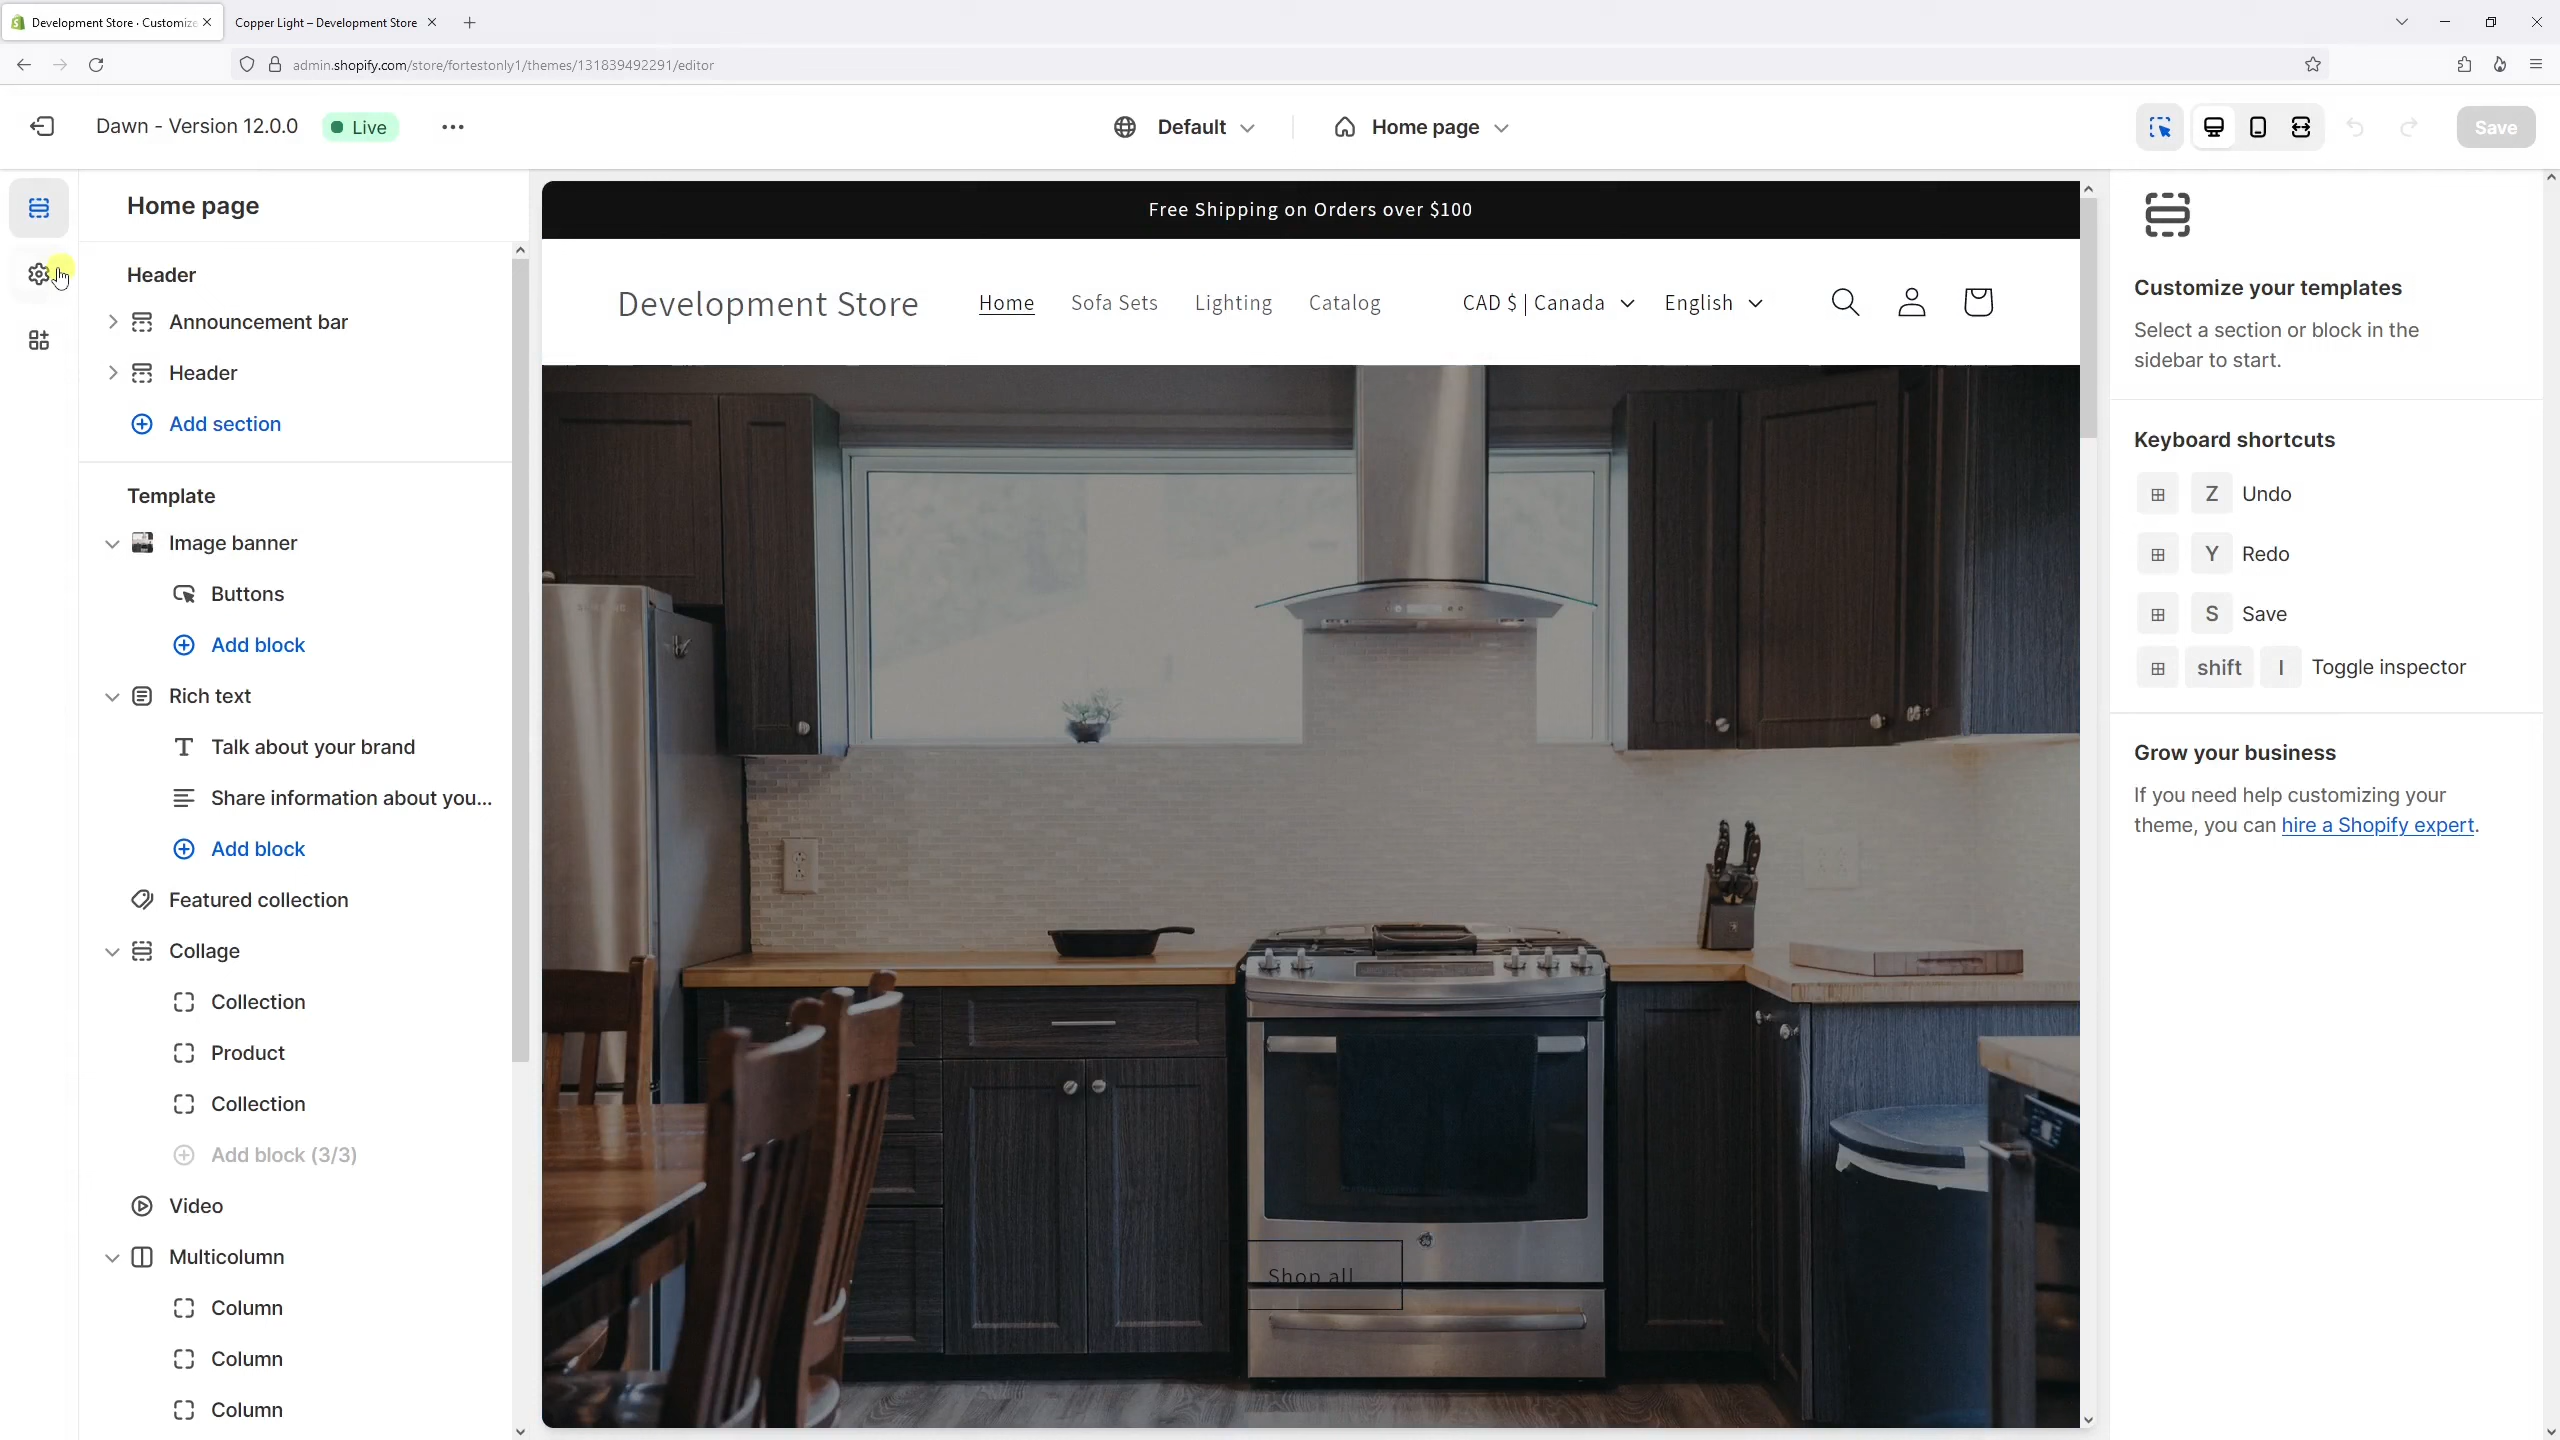 Development Store · Customize
Copper Light – Development Store
admin.shopify.com/store/fortestonly1/themes/131839492291/editor
Dawn - Version 12.0.0
Live
Default
Home page
Save
Home page
Header
Announcement bar
Header
Add section
Template
Image banner
Buttons
Add block
Rich text
Talk about your brand
Share information about you...
Add block
Featured collection
Collage
Collection
Product
Collection
Add block (3/3)
Video
Multicolumn
Column
Column
Column
Free Shipping on Orders over $100
Development Store
Home
Sofa Sets
Lighting
Catalog
CAD $ | Canada
English
Shop all
Customize your templates
Select a section or block in the
sidebar to start.
Keyboard shortcuts
Z Undo
Y Redo
S Save
shift I Toggle inspector
Grow your business
If you need help customizing your
theme, you can hire a Shopify expert.